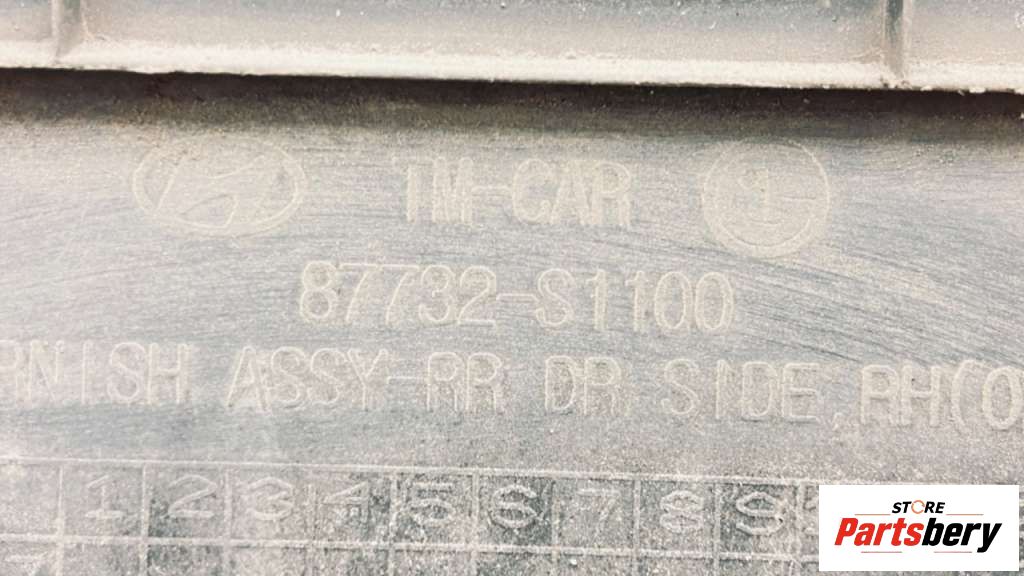 TM-CAR 1
87732-S1100
RNISH ASSY-RR DR SIDE,RH(O
1 2 3 4 5 6 7 8 9
STORE
Partsbery